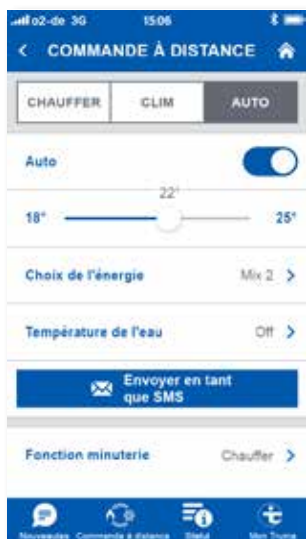 o2-de 3G 15:06
COMMANDE À DISTANCE
CHAUFFER CLIM AUTO
Auto
22°
18° 25°
Choix de l'énergie Mix 2
Température de l'eau Off
Envoyer en tant
que SMS
Fonction minuterie Chauffer
Nouveautés Commande à distance Statut Mon Truma